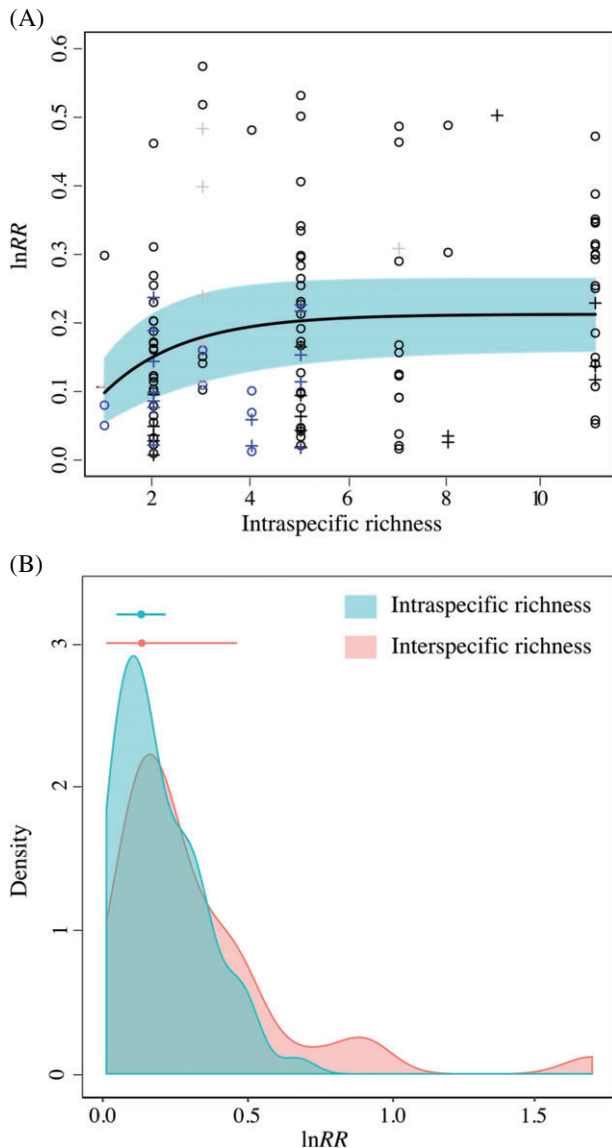 (A)
0.6
0.5
0.4
0.3
0.2
0.1
0.0
lnRR
2 4 6 8 10
Intraspecific richness
(B)
Intraspecific richness
Interspecific richness
3
2
1
0
Density
0.0 0.5 1.0 1.5
lnRR